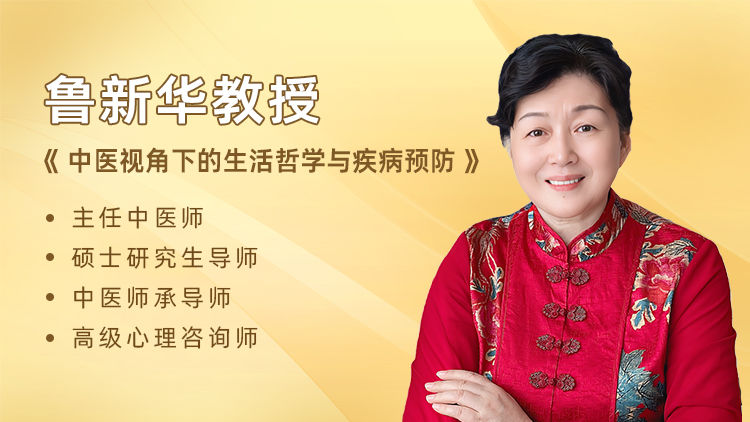 鲁新华教授
《 中医视角下的生活哲学与疾病预防 》
• 主任中医师
• 硕士研究生导师
• 中医师承导师
• 高级心理咨询师